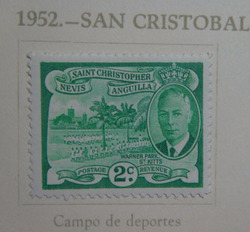 1952.—SAN CRISTOBAL
SAINT CHRISTOPHER
NEVIS ANGUILLA
WARNER PARK
ST. KITTS
2c
POSTAGE REVENUE
Campo de deportes